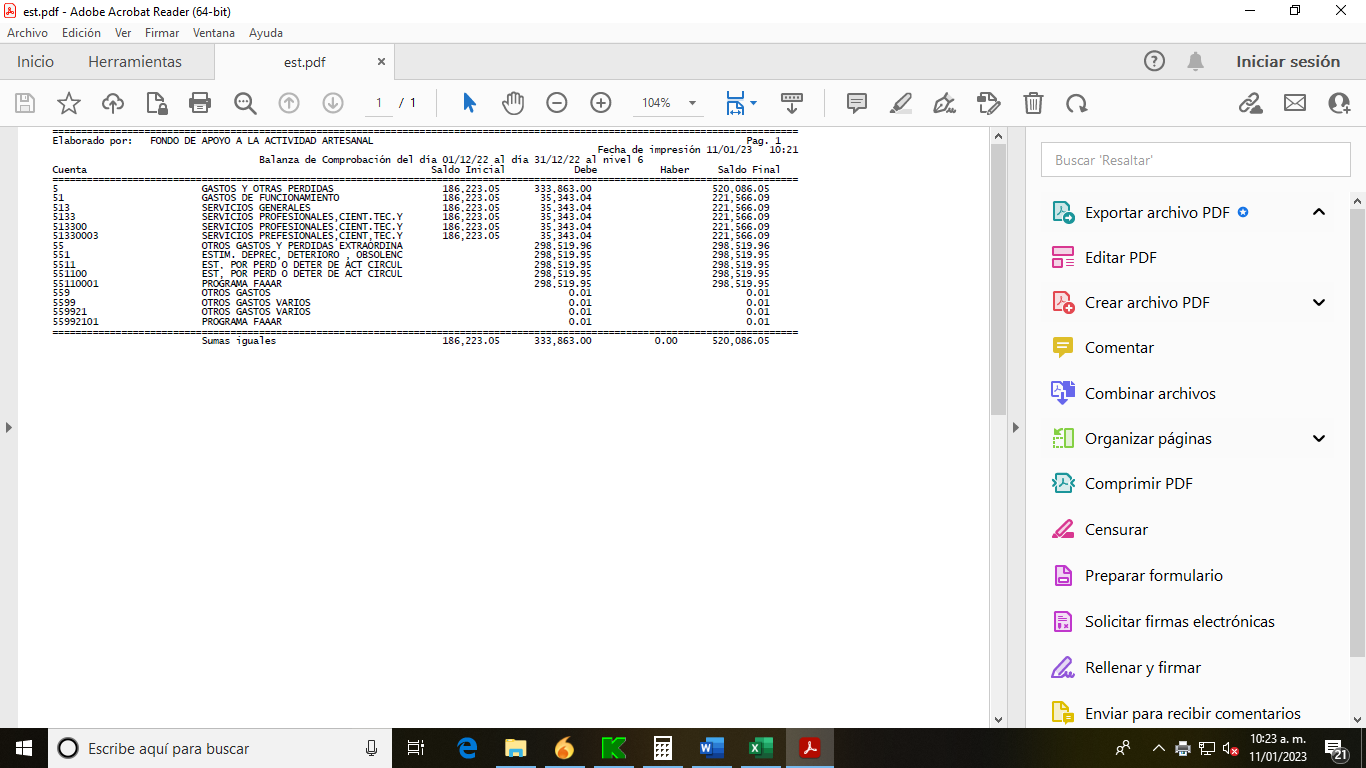 est.pdf - Adobe Acrobat Reader (64-bit)
Archivo Edición Ver Firmar Ventana Ayuda
Inicio Herramientas est.pdf × Iniciar sesión
1 / 1 104%
Elaborado por: FONDO DE APOYO A LA ACTIVIDAD ARTESANAL Pag. 1
Fecha de impresión 11/01/23 10:21
Balanza de Comprobación del día 01/12/22 al día 31/12/22 al nivel 6
Cuenta Saldo Inicial Debe Haber Saldo Final
5 GASTOS Y OTRAS PERDIDAS 186,223.05 333,863.00 520,086.05
51 GASTOS DE FUNCIONAMIENTO 186,223.05 35,343.04 221,566.09
513 SERVICIOS GENERALES 186,223.05 35,343.04 221,566.09
5133 SERVICIOS PROFESIONALES,CIENT.TEC.Y 186,223.05 35,343.04 221,566.09
513300 SERVICIOS PROFESIONALES,CIENT,TEC.Y 186,223.05 35,343.04 221,566.09
51330003 SERVICIOS PREFESIONALES,CIENT,TEC.Y 186,223.05 35,343.04 221,566.09
55 OTROS GASTOS Y PERDIDAS EXTRAORDINA 298,519.96 298,519.96
551 ESTIM. DEPREC, DETERIORO , OBSOLENC 298,519.95 298,519.95
5511 EST. POR PERD O DETER DE ACT CIRCUL 298,519.95 298,519.95
551100 EST, POR PERD O DETER DE ACT CIRCUL 298,519.95 298,519.95
55110001 PROGRAMA FAAAR 298,519.95 298,519.95
559 OTROS GASTOS 0.01 0.01
5599 OTROS GASTOS VARIOS 0.01 0.01
559921 OTROS GASTOS VARIOS 0.01 0.01
55992101 PROGRAMA FAAAR 0.01 0.01
Sumas iguales 186,223.05 333,863.00 0.00 520,086.05
Buscar 'Resaltar'
Exportar archivo PDF
Editar PDF
Crear archivo PDF
Comentar
Combinar archivos
Organizar páginas
Comprimir PDF
Censurar
Preparar formulario
Solicitar firmas electrónicas
Rellenar y firmar
Enviar para recibir comentarios
Escribe aquí para buscar
10:23 a. m.
11/01/2023
21